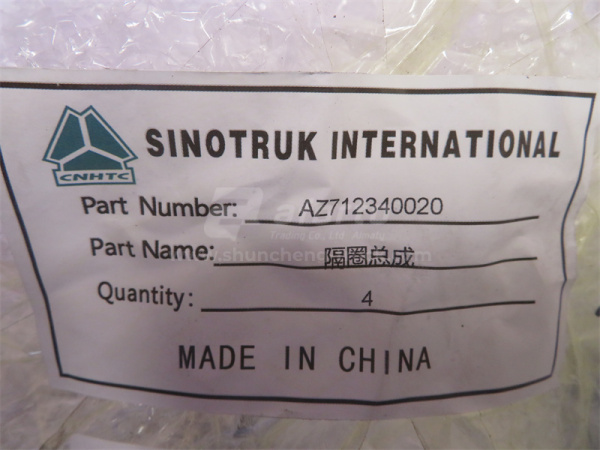 SINOTRUK INTERNATIONAL
CNHTC
Part Number: AZ712340020
Part Name: 隔圈总成
Quantity: 4
MADE IN CHINA